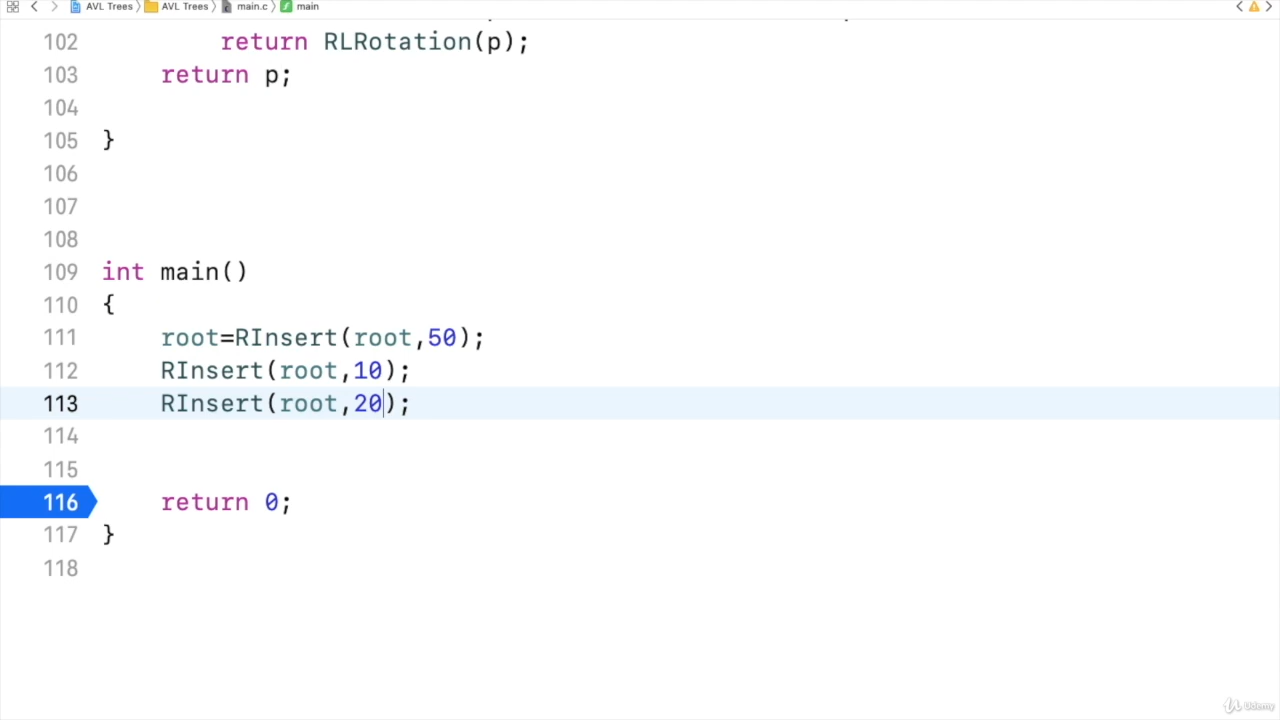 AVL Trees AVL Trees main.c main
102 return RLRotation(p);
103 return p;
104
105 }
106
107
108
109 int main()
110 {
111 root=RInsert(root,50);
112 RInsert(root,10);
113 RInsert(root,20);
114
115
116 return 0;
117 }
118
Udemy